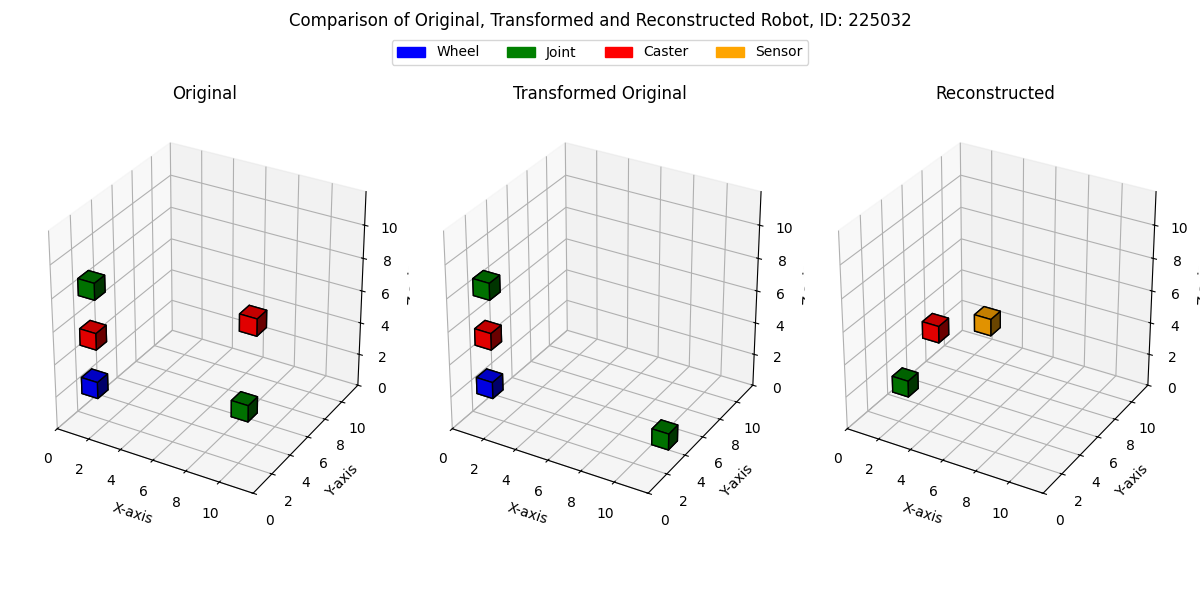 Comparison of Original, Transformed and Reconstructed Robot, ID: 225032
Wheel Joint Caster Sensor
Original
Transformed Original
Reconstructed
0 2 4 6 8 10
X-axis
0 2 4 6 8 10
Y-axis
0 2 4 6 8 10
0 2 4 6 8 10
X-axis
0 2 4 6 8 10
Y-axis
0 2 4 6 8 10
0 2 4 6 8 10
X-axis
0 2 4 6 8 10
Y-axis
0 2 4 6 8 10